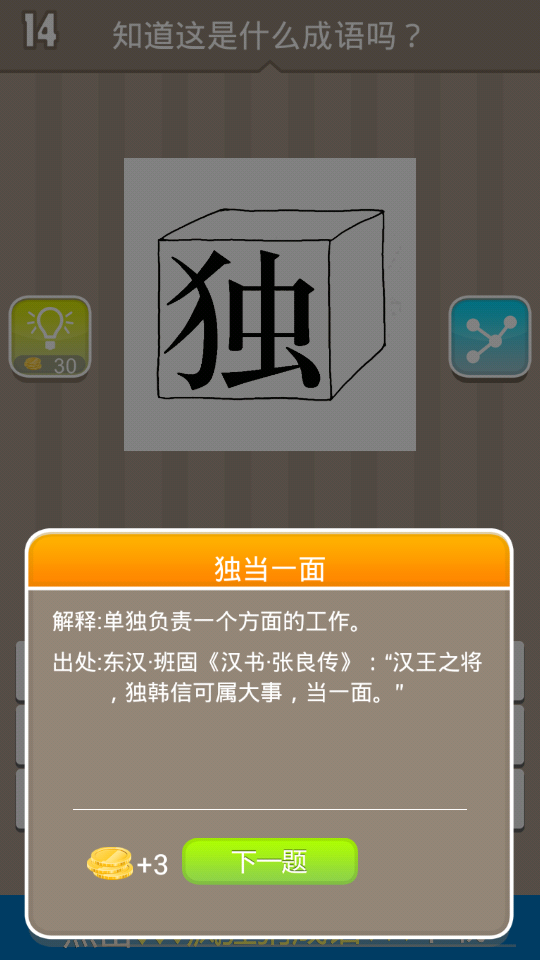 14
知道这是什么成语吗？
独
30
独当一面
解释:单独负责一个方面的工作。
出处:东汉·班固《汉书·张良传》：“汉王之将
，独韩信可属大事，当一面。”
+3
下一题